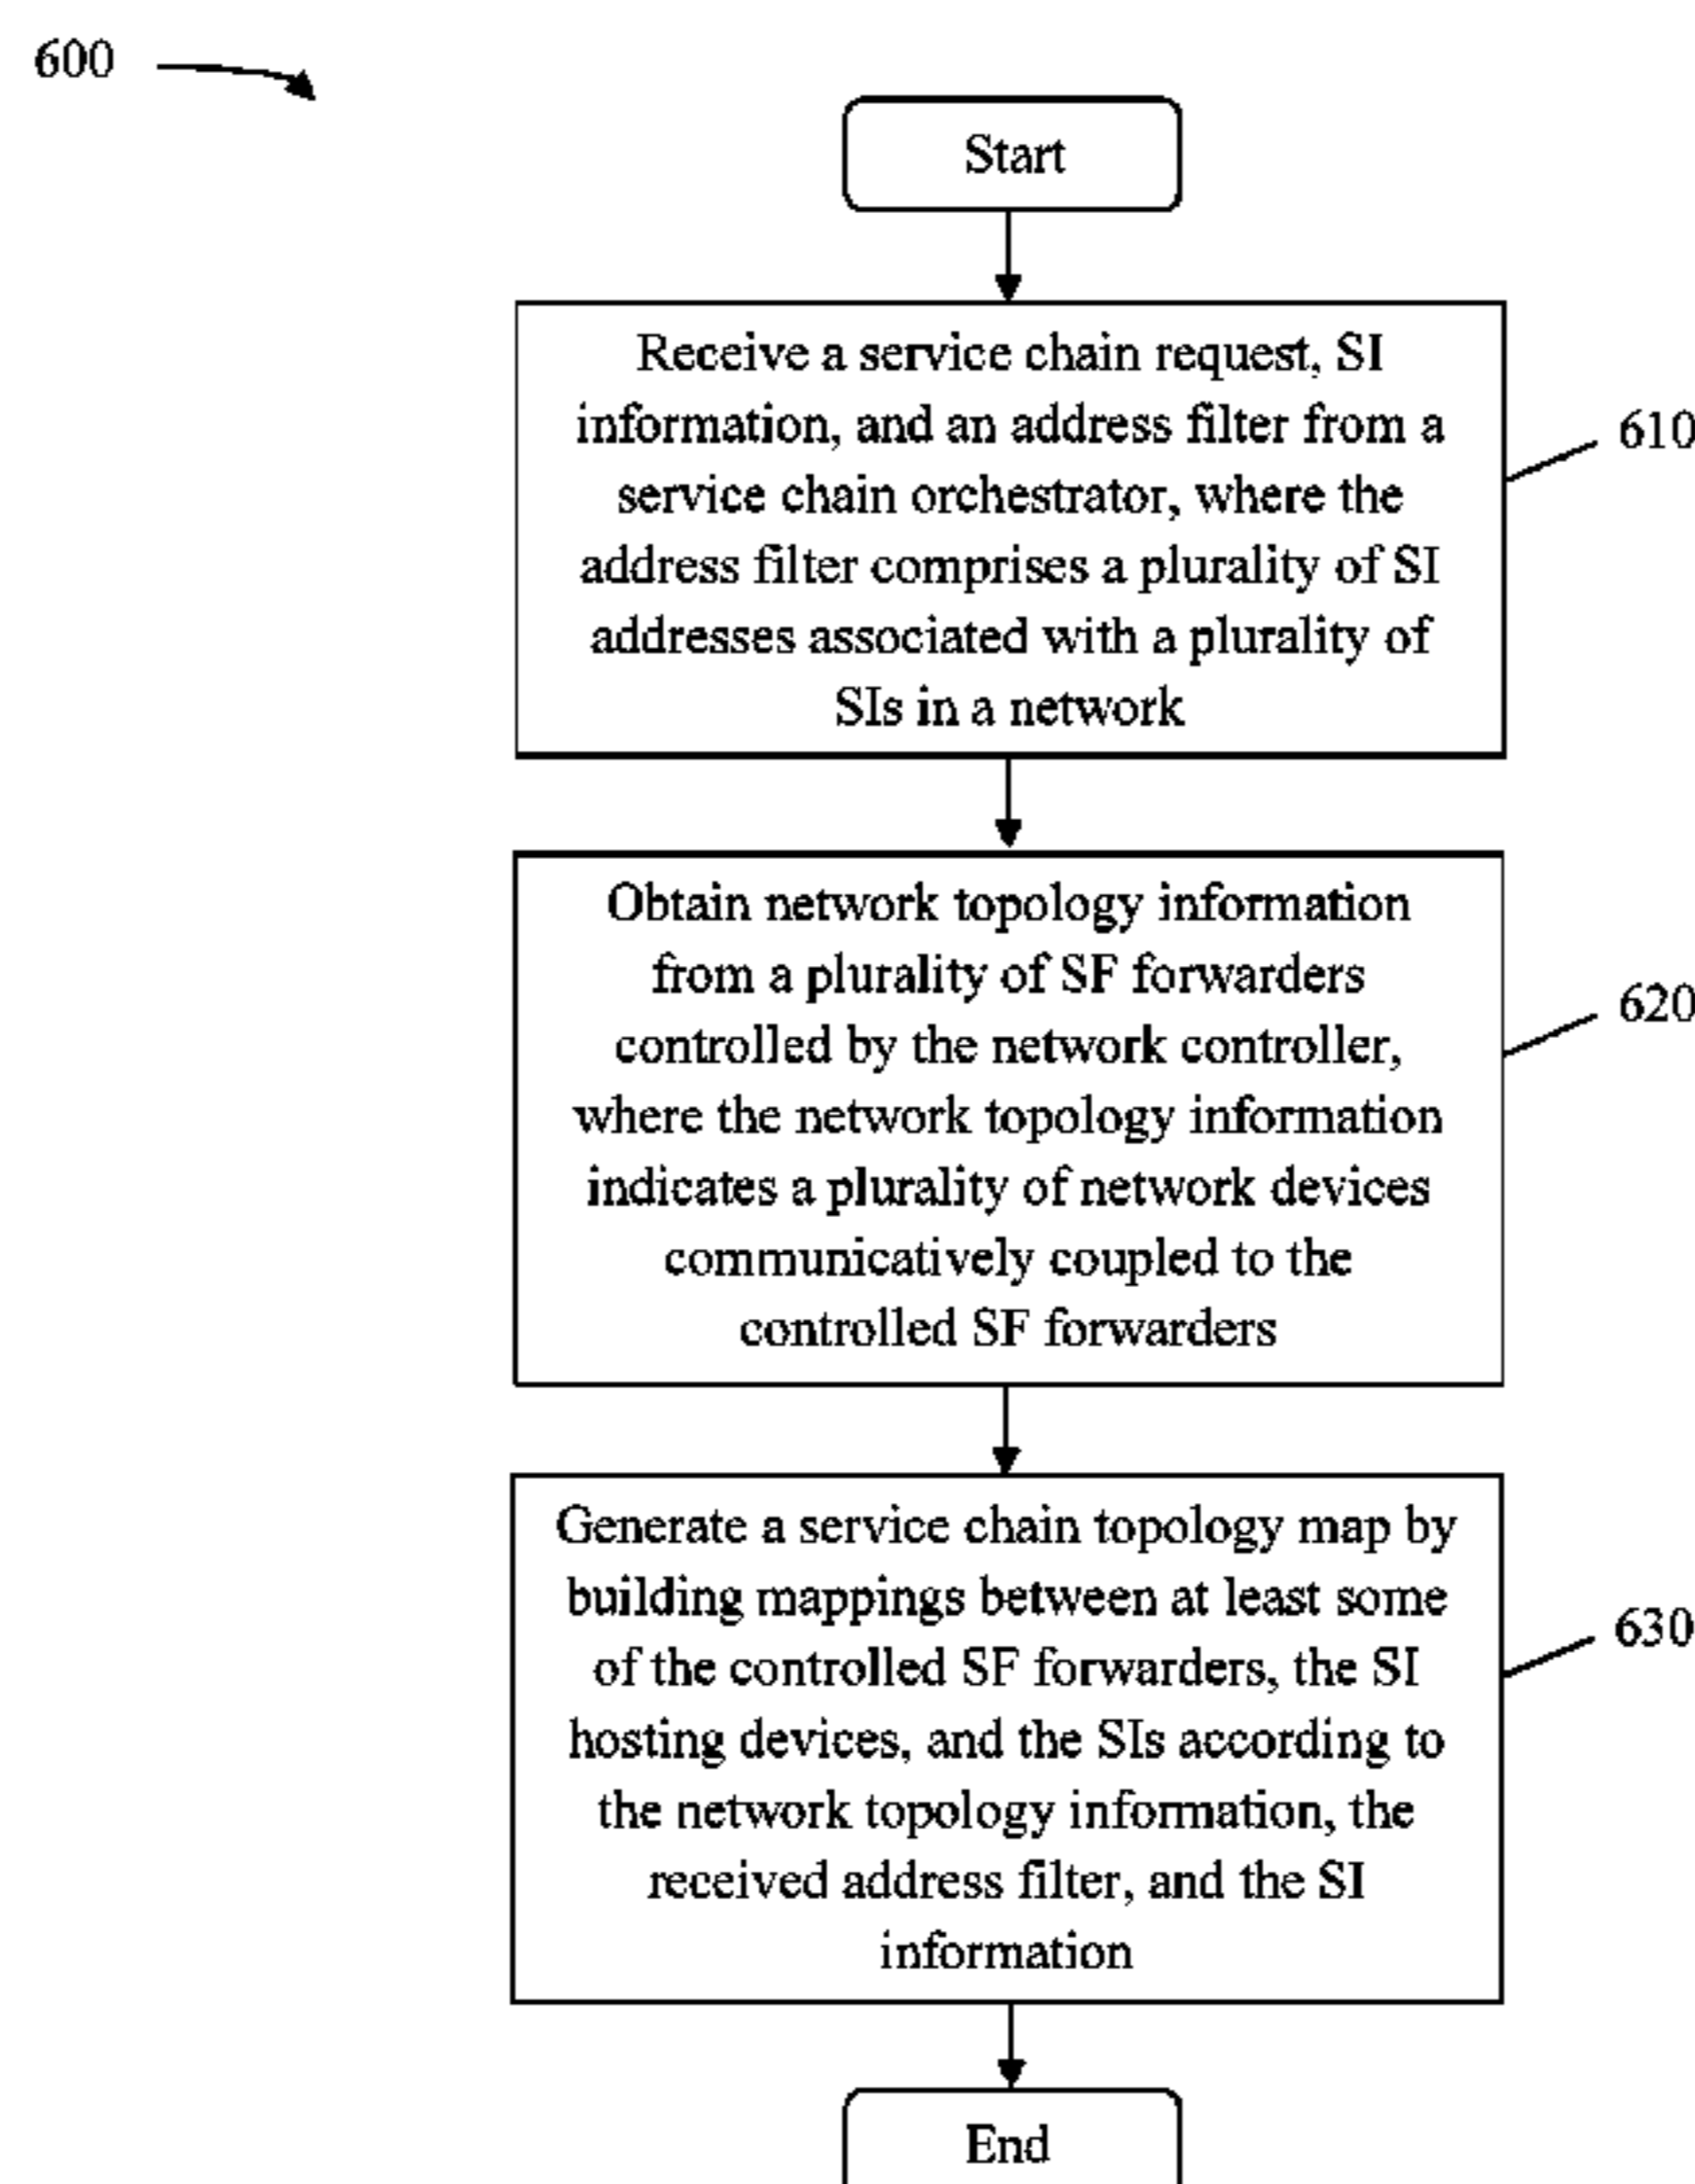 600
Start
Receive a service chain request, SI
information, and an address filter from a
service chain orchestrator, where the
address filter comprises a plurality of SI
addresses associated with a plurality of
SIs in a network
610
Obtain network topology information
from a plurality of SF forwarders
controlled by the network controller,
where the network topology information
indicates a plurality of network devices
communicatively coupled to the
controlled SF forwarders
620
Generate a service chain topology map by
building mappings between at least some
of the controlled SF forwarders, the SI
hosting devices, and the SIs according to
the network topology information, the
received address filter, and the SI
information
630
End